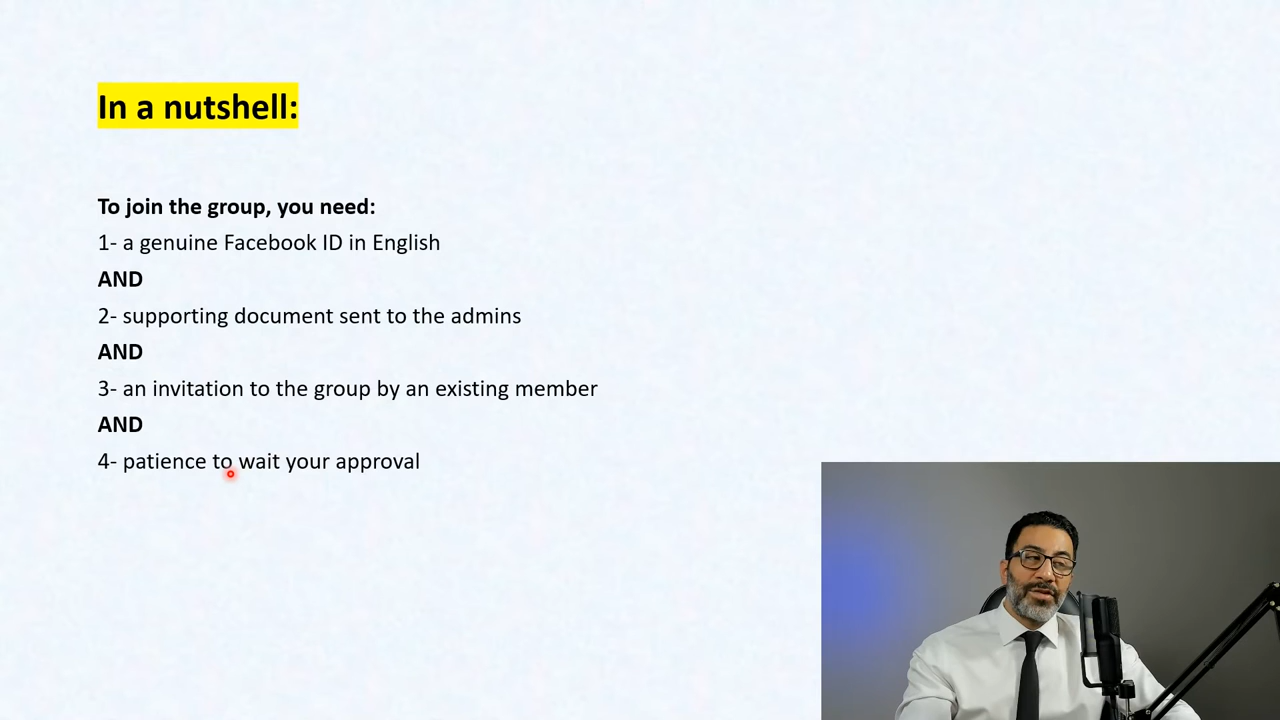 In a nutshell:
To join the group, you need:
1- a genuine Facebook ID in English
AND
2- supporting document sent to the admins
AND
3- an invitation to the group by an existing member
AND
4- patience to wait your approval